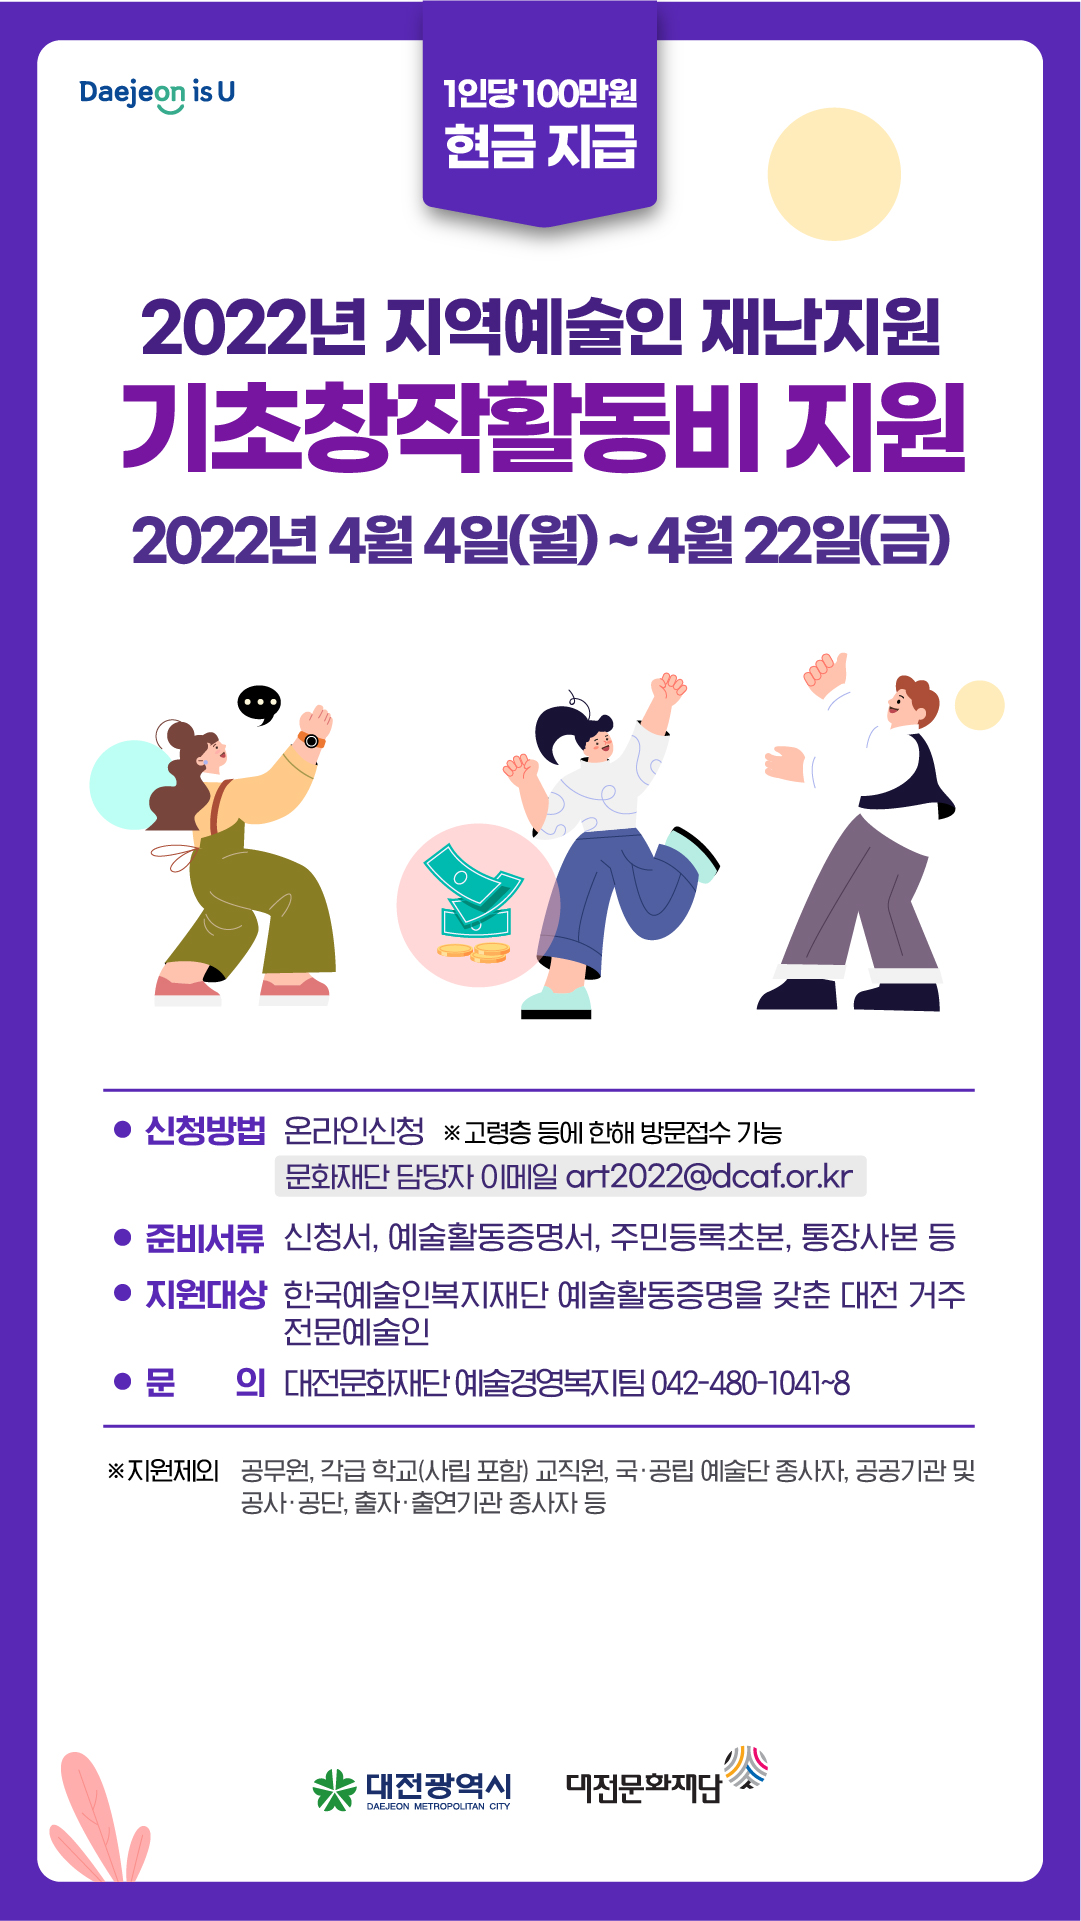 Daejeon is U
1인당 100만원
현금 지급
2022년 지역예술인 재난지원
기초창작활동비 지원
2022년 4월 4일(월) ~ 4월 22일(금)
● 신청방법 온라인신청 ※ 고령층 등에 한해 방문접수 가능
문화재단 담당자 이메일 art2022@dcaf.or.kr
● 준비서류 신청서, 예술활동증명서, 주민등록초본, 통장사본 등
● 지원대상 한국예술인복지재단 예술활동증명을 갖춘 대전 거주
전문예술인
● 문 의 대전문화재단 예술경영복지팀 042-480-1041~8
※ 지원제외 공무원, 각급 학교(사립 포함) 교직원, 국·공립 예술단 종사자, 공공기관 및
공사·공단, 출자·출연기관 종사자 등
대전광역시
DAEJEON METROPOLITAN CITY
대전문화재단